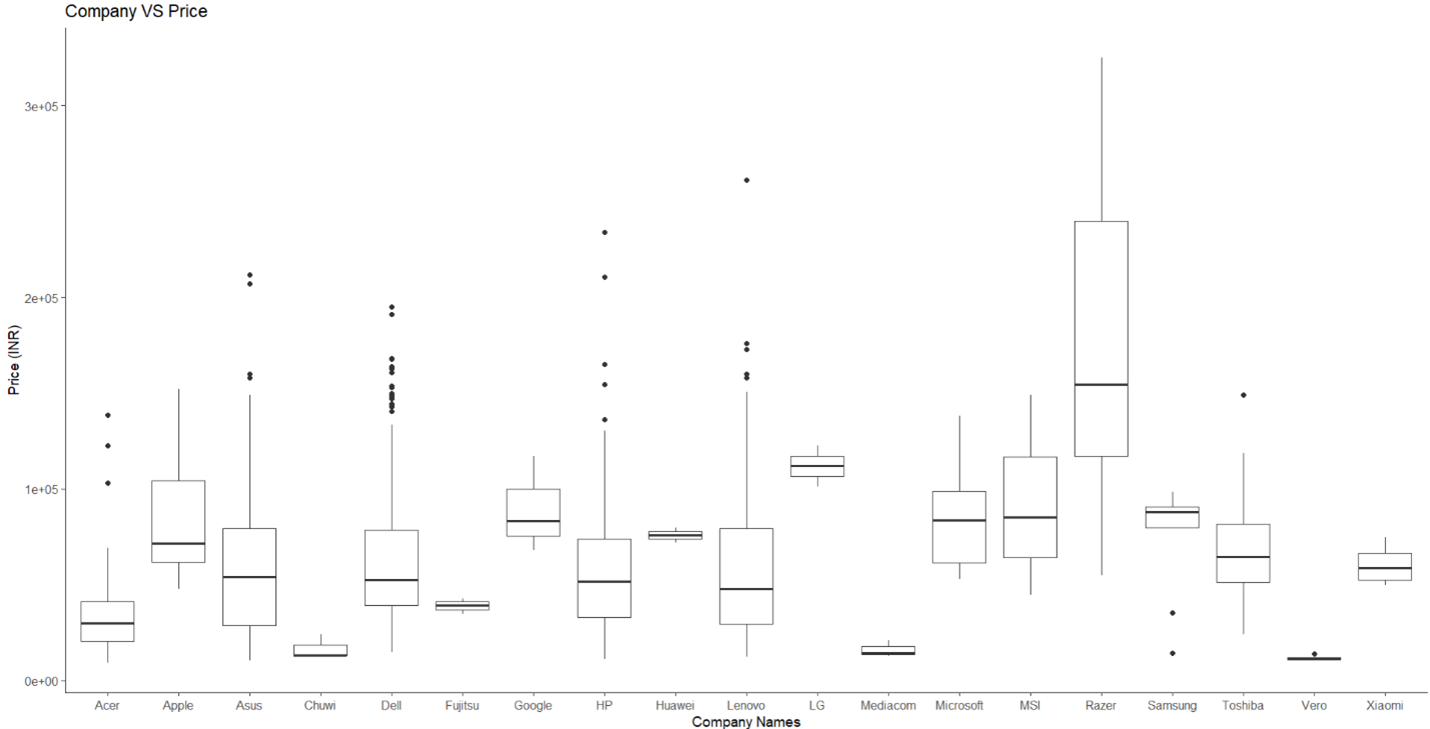 Company VS Price
Price (INR)
3e+05
2e+05
1e+05
0e+00
Acer Apple Asus Chuwi Dell Fujitsu Google HP Huawei Lenovo LG Mediacom Microsoft MSI Razer Samsung Toshiba Vero Xiaomi
Company Names